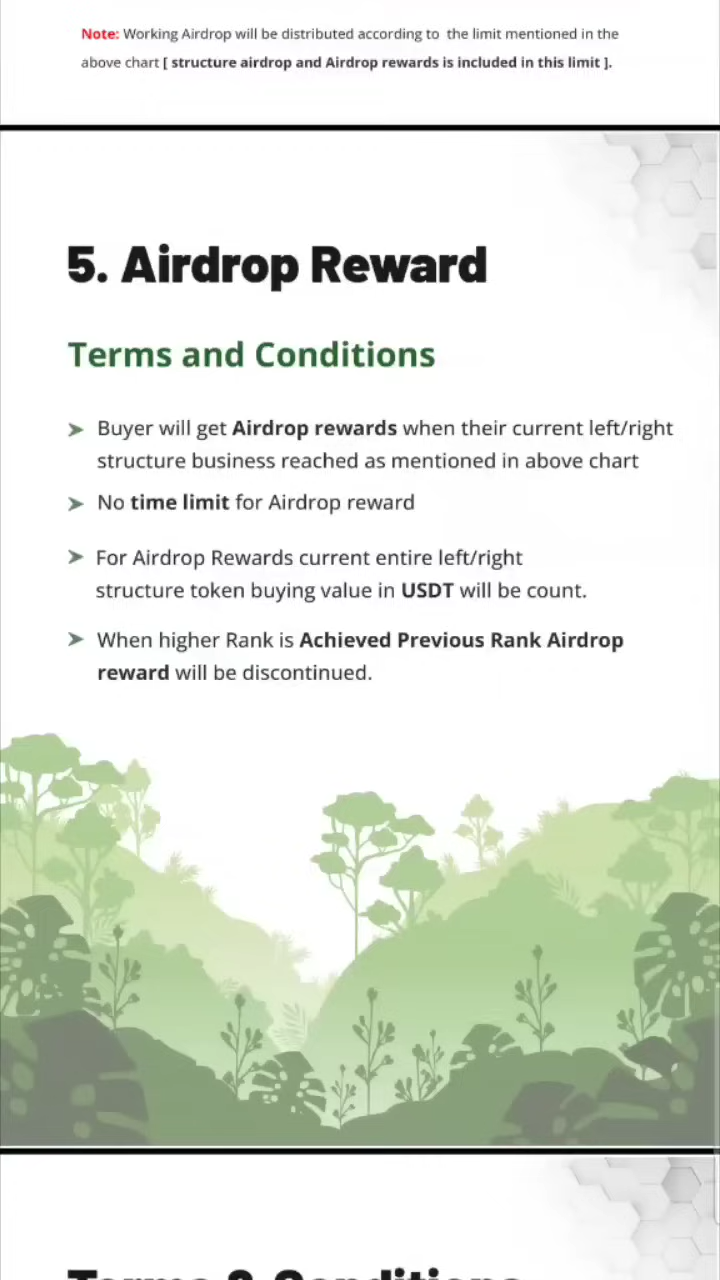 Note: Working Airdrop will be distributed according to the limit mentioned in the
above chart [ structure airdrop and Airdrop rewards is included in this limit ].
5. Airdrop Reward
Terms and Conditions
➤ Buyer will get Airdrop rewards when their current left/right
structure business reached as mentioned in above chart
➤ No time limit for Airdrop reward
➤ For Airdrop Rewards current entire left/right
structure token buying value in USDT will be count.
➤ When higher Rank is Achieved Previous Rank Airdrop
reward will be discontinued.
Terms & Conditions